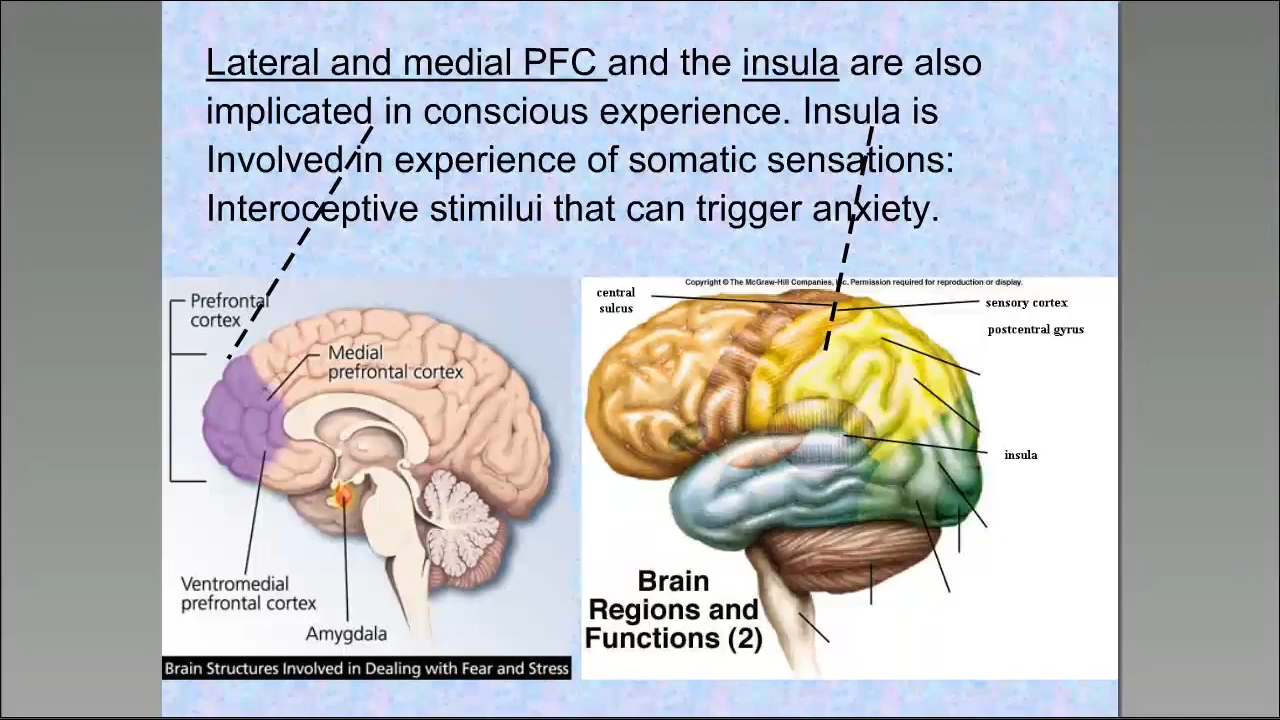 Lateral and medial PFC and the insula are also
implicated in conscious experience. Insula is
Involved in experience of somatic sensations:
Interoceptive stimilui that can trigger anxiety.
Prefrontal
cortex
Medial
prefrontal cortex
Ventromedial
prefrontal cortex
Amygdala
Brain Structures Involved in Dealing with Fear and Stress
Copyright © The McGraw-Hill Companies, Inc. Permission required for reproduction or display.
central
sulcus
sensory cortex
postcentral gyrus
insula
Brain
Regions and
Functions (2)